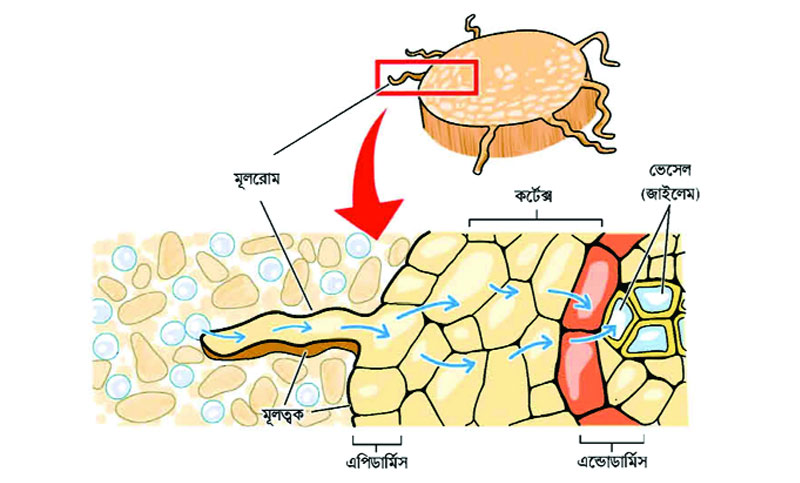 মূলরোম
কর্টেক্স
ভেসেল
(জাইলেম)
মূলত্বক
এপিডার্মিস
এন্ডোডার্মিস